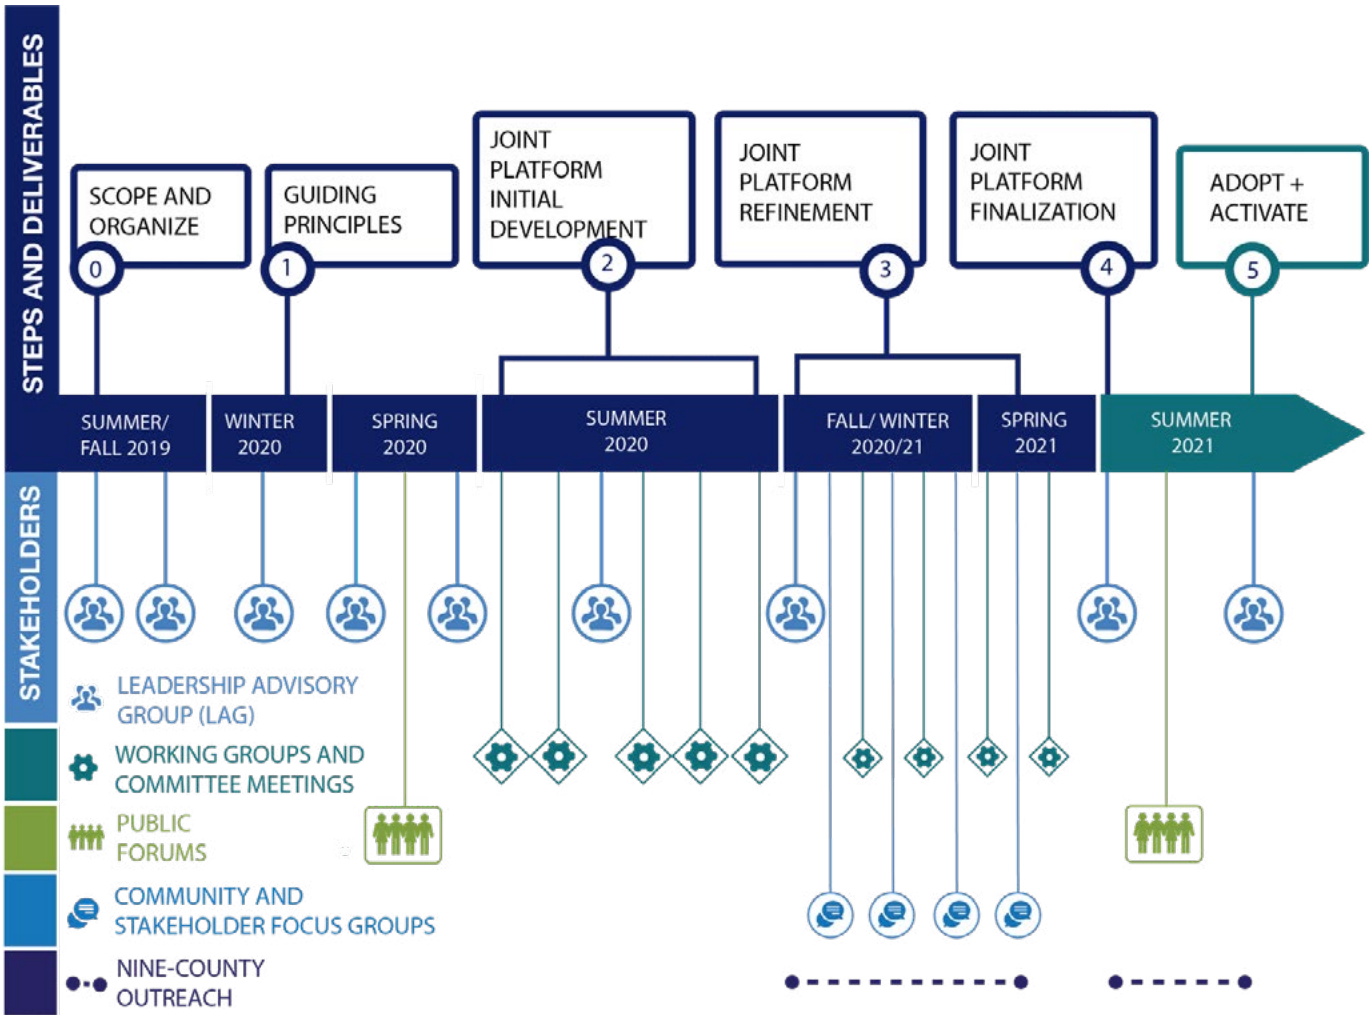 STEPS AND DELIVERABLES
SCOPE AND
ORGANIZE
0
GUIDING
PRINCIPLES
1
JOINT
PLATFORM
INITIAL
DEVELOPMENT
2
JOINT
PLATFORM
REFINEMENT
3
JOINT
PLATFORM
FINALIZATION
4
ADOPT +
ACTIVATE
5
SUMMER/
FALL 2019
WINTER
2020
SPRING
2020
SUMMER
2020
FALL/ WINTER
2020/21
SPRING
2021
SUMMER
2021
STAKEHOLDERS
LEADERSHIP ADVISORY
GROUP (LAG)
WORKING GROUPS AND
COMMITTEE MEETINGS
PUBLIC
FORUMS
COMMUNITY AND
STAKEHOLDER FOCUS GROUPS
NINE-COUNTY
OUTREACH